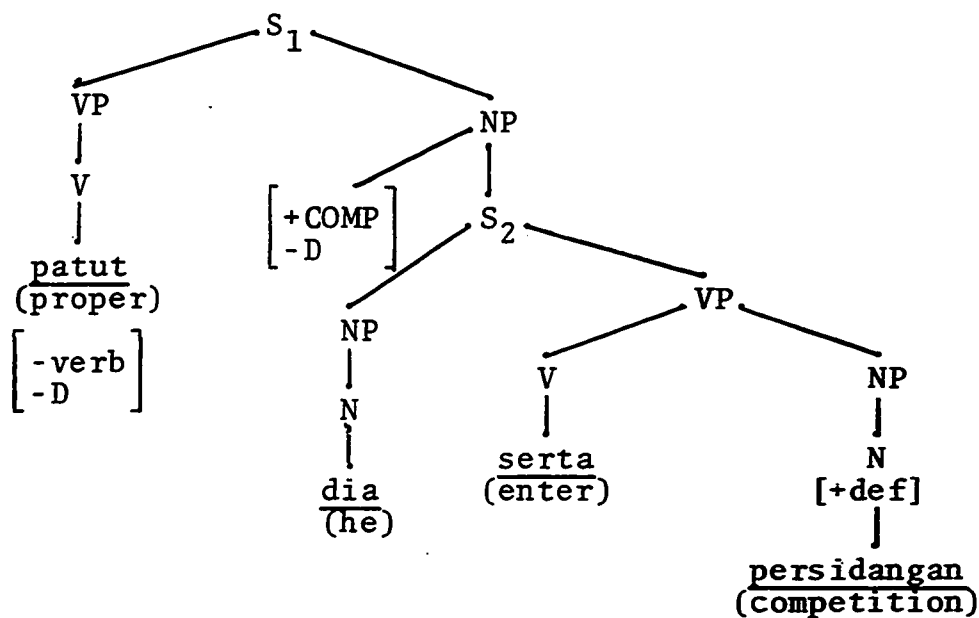 S1
VP NP
V
[+COMP
-D] S2
patut
(proper)
VP
NP
[-verb
-D]
V NP
N
serta
(enter)
N
[+def]
dia
(he)
persidangan
(competition)